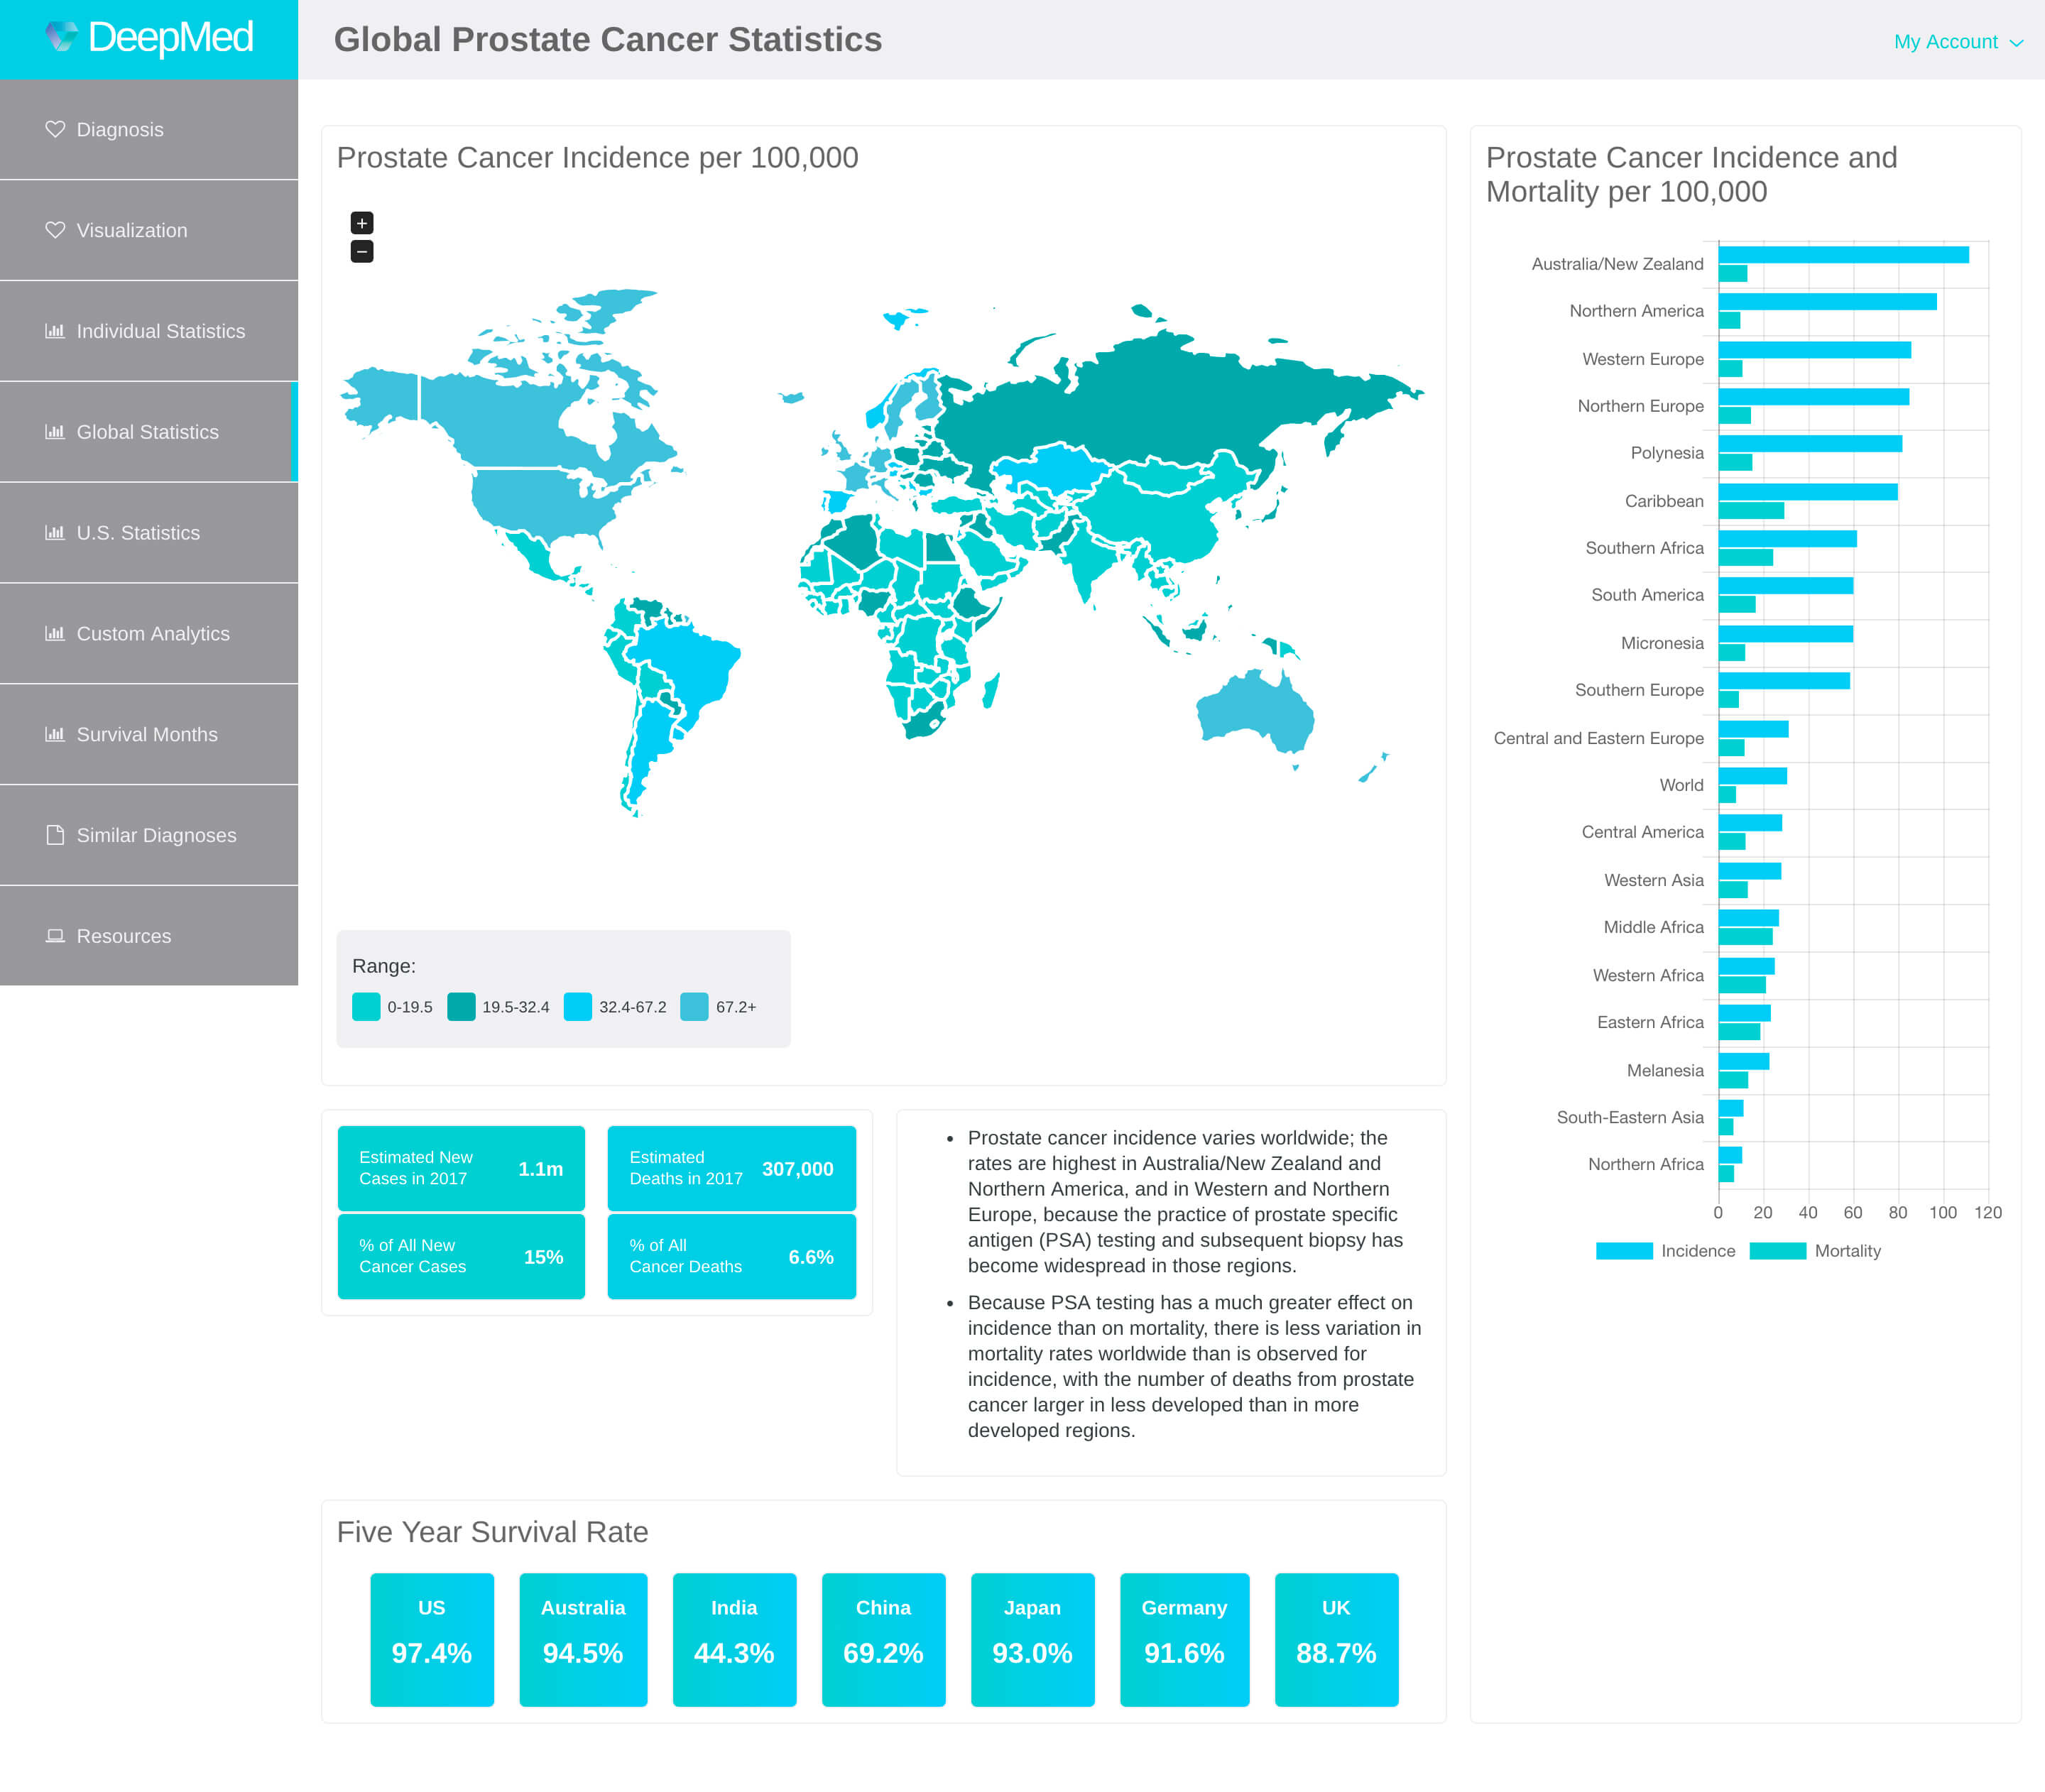 DeepMed
Global Prostate Cancer Statistics
My Account
Diagnosis
Visualization
Individual Statistics
Global Statistics
U.S. Statistics
Custom Analytics
Survival Months
Similar Diagnoses
Resources
Prostate Cancer Incidence per 100,000
+
−
Range:
0-19.5 19.5-32.4 32.4-67.2 67.2+
Estimated New
Cases in 2017
1.1m
Estimated
Deaths in 2017
307,000
% of All New
Cancer Cases
15%
% of All
Cancer Deaths
6.6%
• Prostate cancer incidence varies worldwide; the
rates are highest in Australia/New Zealand and
Northern America, and in Western and Northern
Europe, because the practice of prostate specific
antigen (PSA) testing and subsequent biopsy has
become widespread in those regions.
• Because PSA testing has a much greater effect on
incidence than on mortality, there is less variation in
mortality rates worldwide than is observed for
incidence, with the number of deaths from prostate
cancer larger in less developed than in more
developed regions.
Five Year Survival Rate
US
97.4%
Australia
94.5%
India
44.3%
China
69.2%
Japan
93.0%
Germany
91.6%
UK
88.7%
Prostate Cancer Incidence and
Mortality per 100,000
Australia/New Zealand
Northern America
Western Europe
Northern Europe
Polynesia
Caribbean
Southern Africa
South America
Micronesia
Southern Europe
Central and Eastern Europe
World
Central America
Western Asia
Middle Africa
Western Africa
Eastern Africa
Melanesia
South-Eastern Asia
Northern Africa
0 20 40 60 80 100 120
Incidence Mortality